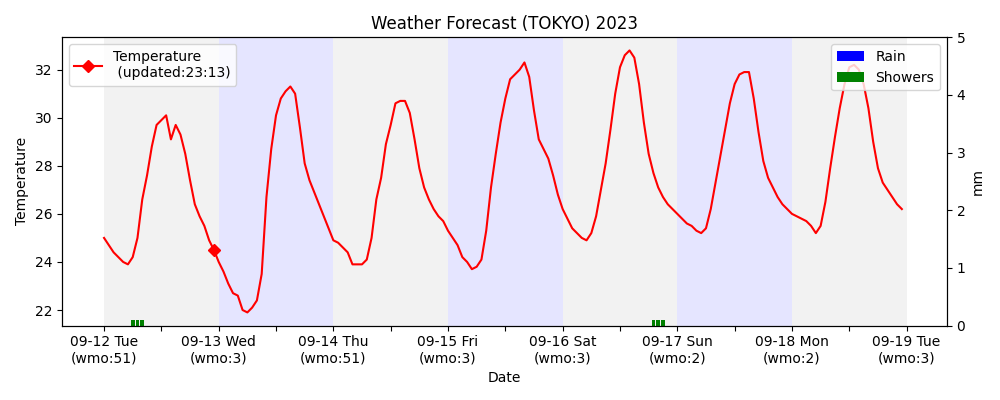 Weather Forecast (TOKYO) 2023
Temperature
(updated:23:13)
Rain
Showers
32
30
28
26
24
22
Temperature
5
4
3
2
1
0
mm
09-12 Tue 09-13 Wed 09-14 Thu 09-15 Fri 09-16 Sat 09-17 Sun 09-18 Mon 09-19 Tue
(wmo:51) (wmo:3) (wmo:51) (wmo:3) (wmo:3) (wmo:2) (wmo:2) (wmo:3)
Date